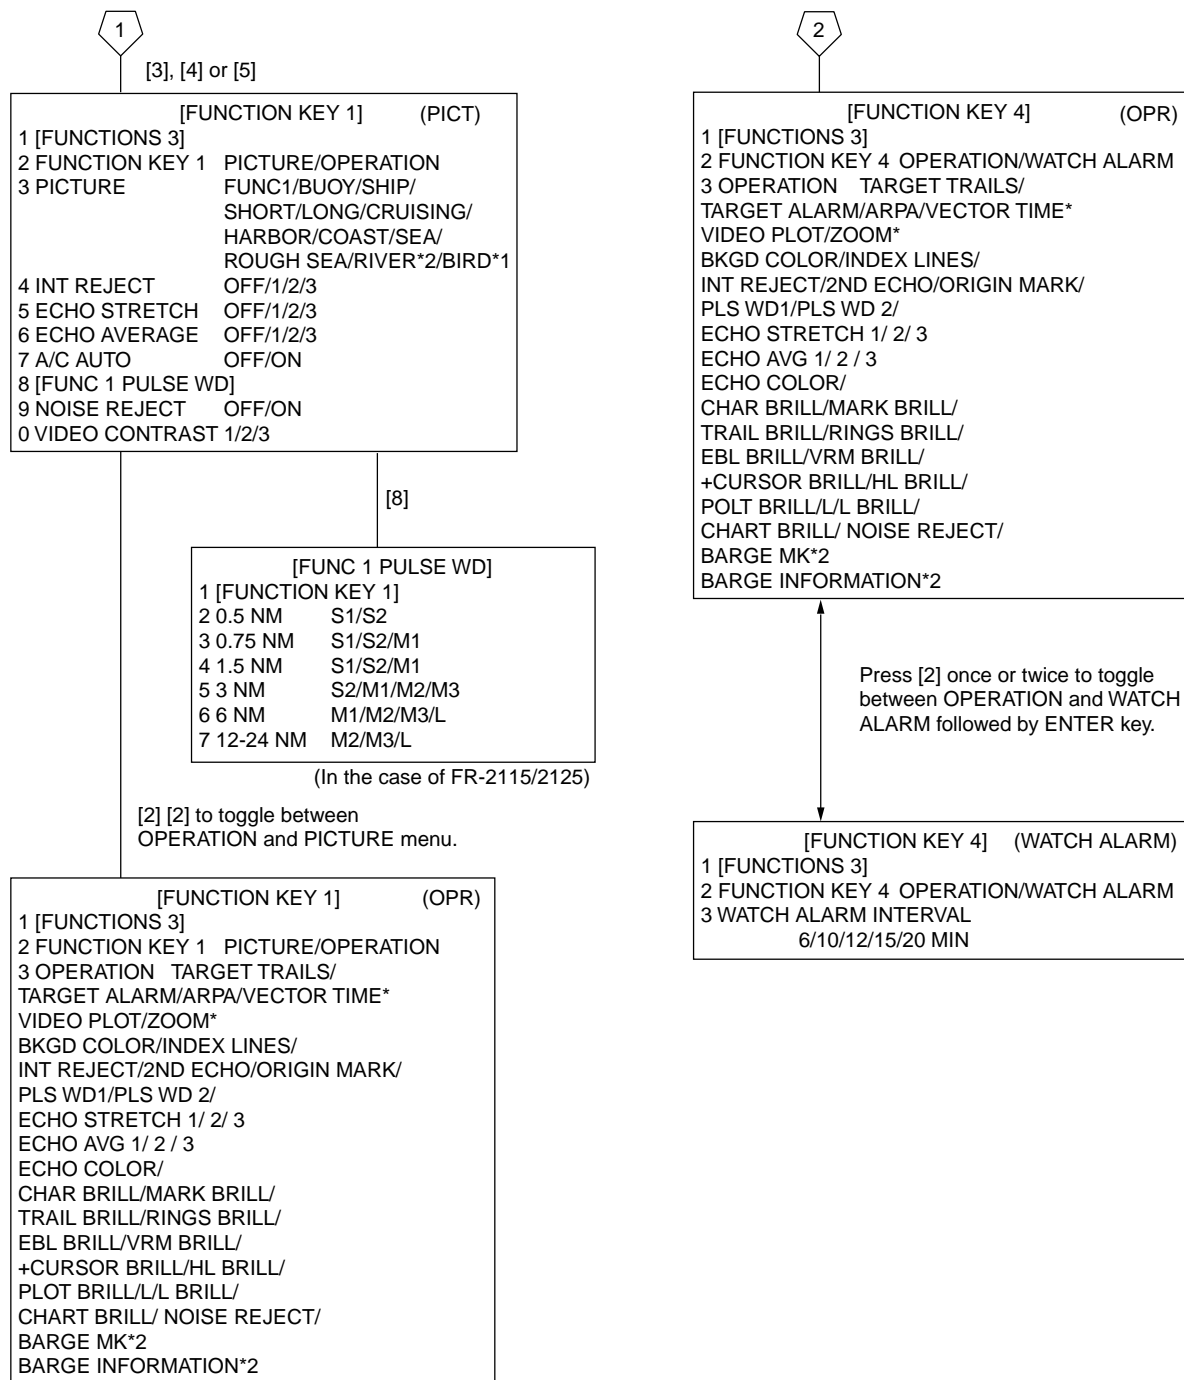 1
[3], [4] or [5]
[FUNCTION KEY 1] (PICT)
1 [FUNCTIONS 3]
2 FUNCTION KEY 1 PICTURE/OPERATION
3 PICTURE FUNC1/BUOY/SHIP/
SHORT/LONG/CRUISING/
HARBOR/COAST/SEA/
ROUGH SEA/RIVER*2/BIRD*1
4 INT REJECT OFF/1/2/3
5 ECHO STRETCH OFF/1/2/3
6 ECHO AVERAGE OFF/1/2/3
7 A/C AUTO OFF/ON
8 [FUNC 1 PULSE WD]
9 NOISE REJECT OFF/ON
0 VIDEO CONTRAST 1/2/3
[8]
[FUNC 1 PULSE WD]
1 [FUNCTION KEY 1]
2 0.5 NM S1/S2
3 0.75 NM S1/S2/M1
4 1.5 NM S1/S2/M1
5 3 NM S2/M1/M2/M3
6 6 NM M1/M2/M3/L
7 12-24 NM M2/M3/L
(In the case of FR-2115/2125)
[2] [2] to toggle between
OPERATION and PICTURE menu.
[FUNCTION KEY 1] (OPR)
1 [FUNCTIONS 3]
2 FUNCTION KEY 1 PICTURE/OPERATION
3 OPERATION TARGET TRAILS/
TARGET ALARM/ARPA/VECTOR TIME*
VIDEO PLOT/ZOOM*
BKGD COLOR/INDEX LINES/
INT REJECT/2ND ECHO/ORIGIN MARK/
PLS WD1/PLS WD 2/
ECHO STRETCH 1/ 2/ 3
ECHO AVG 1/ 2 / 3
ECHO COLOR/
CHAR BRILL/MARK BRILL/
TRAIL BRILL/RINGS BRILL/
EBL BRILL/VRM BRILL/
+CURSOR BRILL/HL BRILL/
PLOT BRILL/L/L BRILL/
CHART BRILL/ NOISE REJECT/
BARGE MK*2
BARGE INFORMATION*2
2
[FUNCTION KEY 4] (OPR)
1 [FUNCTIONS 3]
2 FUNCTION KEY 4 OPERATION/WATCH ALARM
3 OPERATION TARGET TRAILS/
TARGET ALARM/ARPA/VECTOR TIME*
VIDEO PLOT/ZOOM*
BKGD COLOR/INDEX LINES/
INT REJECT/2ND ECHO/ORIGIN MARK/
PLS WD1/PLS WD 2/
ECHO STRETCH 1/ 2/ 3
ECHO AVG 1/ 2 / 3
ECHO COLOR/
CHAR BRILL/MARK BRILL/
TRAIL BRILL/RINGS BRILL/
EBL BRILL/VRM BRILL/
+CURSOR BRILL/HL BRILL/
POLT BRILL/L/L BRILL/
CHART BRILL/ NOISE REJECT/
BARGE MK*2
BARGE INFORMATION*2
Press [2] once or twice to toggle
between OPERATION and WATCH
ALARM followed by ENTER key.
[FUNCTION KEY 4] (WATCH ALARM)
1 [FUNCTIONS 3]
2 FUNCTION KEY 4 OPERATION/WATCH ALARM
3 WATCH ALARM INTERVAL
6/10/12/15/20 MIN